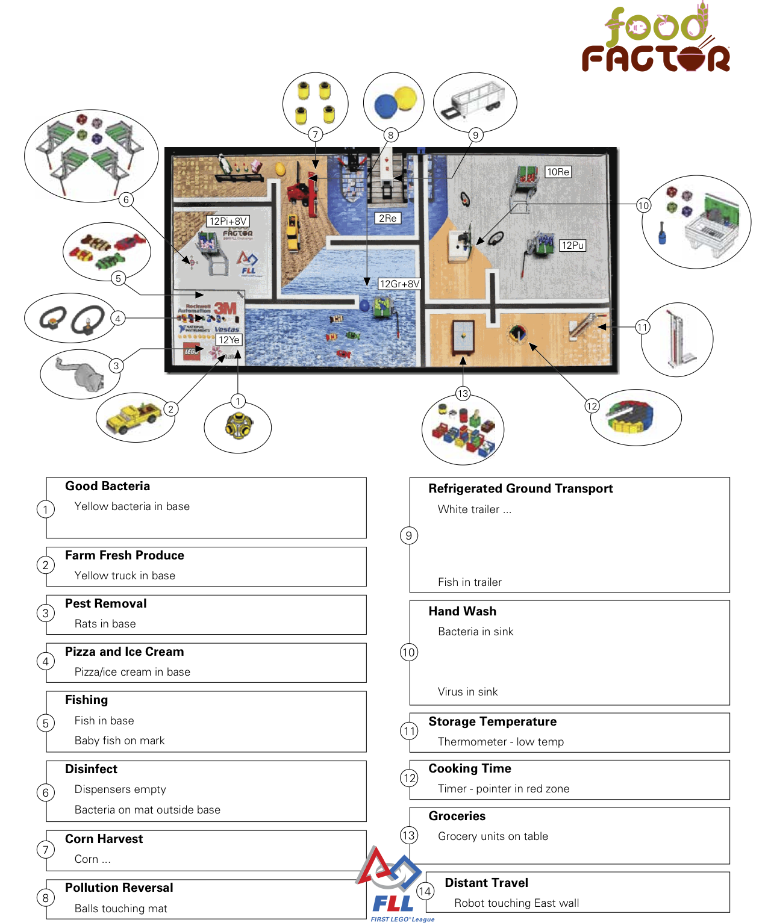 food
FACTOR
7
8
9
10Re
10
6
12Pi+8V
2Re
FACTOR
12Pu
FLL
5
12Gr+8V
Rockwell
Automation
3M
4
NATIONAL
INSTRUMENTS
Vestas
11
12Ye
3
LEGO
13
2
1
12
Good Bacteria
1
Yellow bacteria in base
Farm Fresh Produce
2
Yellow truck in base
Pest Removal
3
Rats in base
Pizza and Ice Cream
4
Pizza/ice cream in base
Fishing
5
Fish in base
Baby fish on mark
Disinfect
6
Dispensers empty
Bacteria on mat outside base
Corn Harvest
7
Corn ...
Pollution Reversal
8
Balls touching mat
Refrigerated Ground Transport
White trailer ...
9
Fish in trailer
Hand Wash
Bacteria in sink
10
Virus in sink
Storage Temperature
11
Thermometer - low temp
Cooking Time
12
Timer - pointer in red zone
Groceries
13
Grocery units on table
Distant Travel
14
Robot touching East wall
FLL
FIRST LEGO League